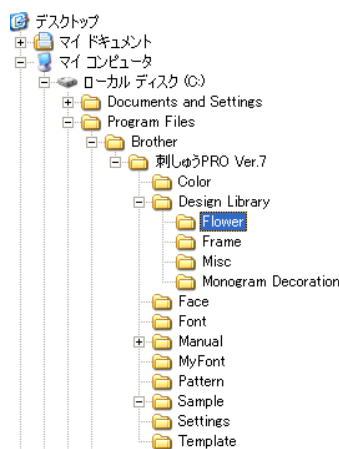 デスクトップ
マイ ドキュメント
マイ コンピュータ
ローカル ディスク (C:)
Documents and Settings
Program Files
Brother
刺しゅうPRO Ver.7
Color
Design Library
Flower
Frame
Misc
Monogram Decoration
Face
Font
Manual
MyFont
Pattern
Sample
Settings
Template